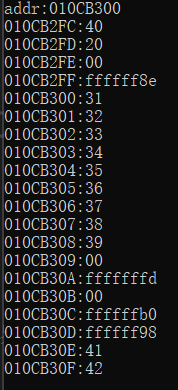 addr:010CB300
010CB2FC:40
010CB2FD:20
010CB2FE:00
010CB2FF:ffffff8e
010CB300:31
010CB301:32
010CB302:33
010CB303:34
010CB304:35
010CB305:36
010CB306:37
010CB307:38
010CB308:39
010CB309:00
010CB30A:fffffffd
010CB30B:00
010CB30C:ffffffb0
010CB30D:ffffff98
010CB30E:41
010CB30F:42